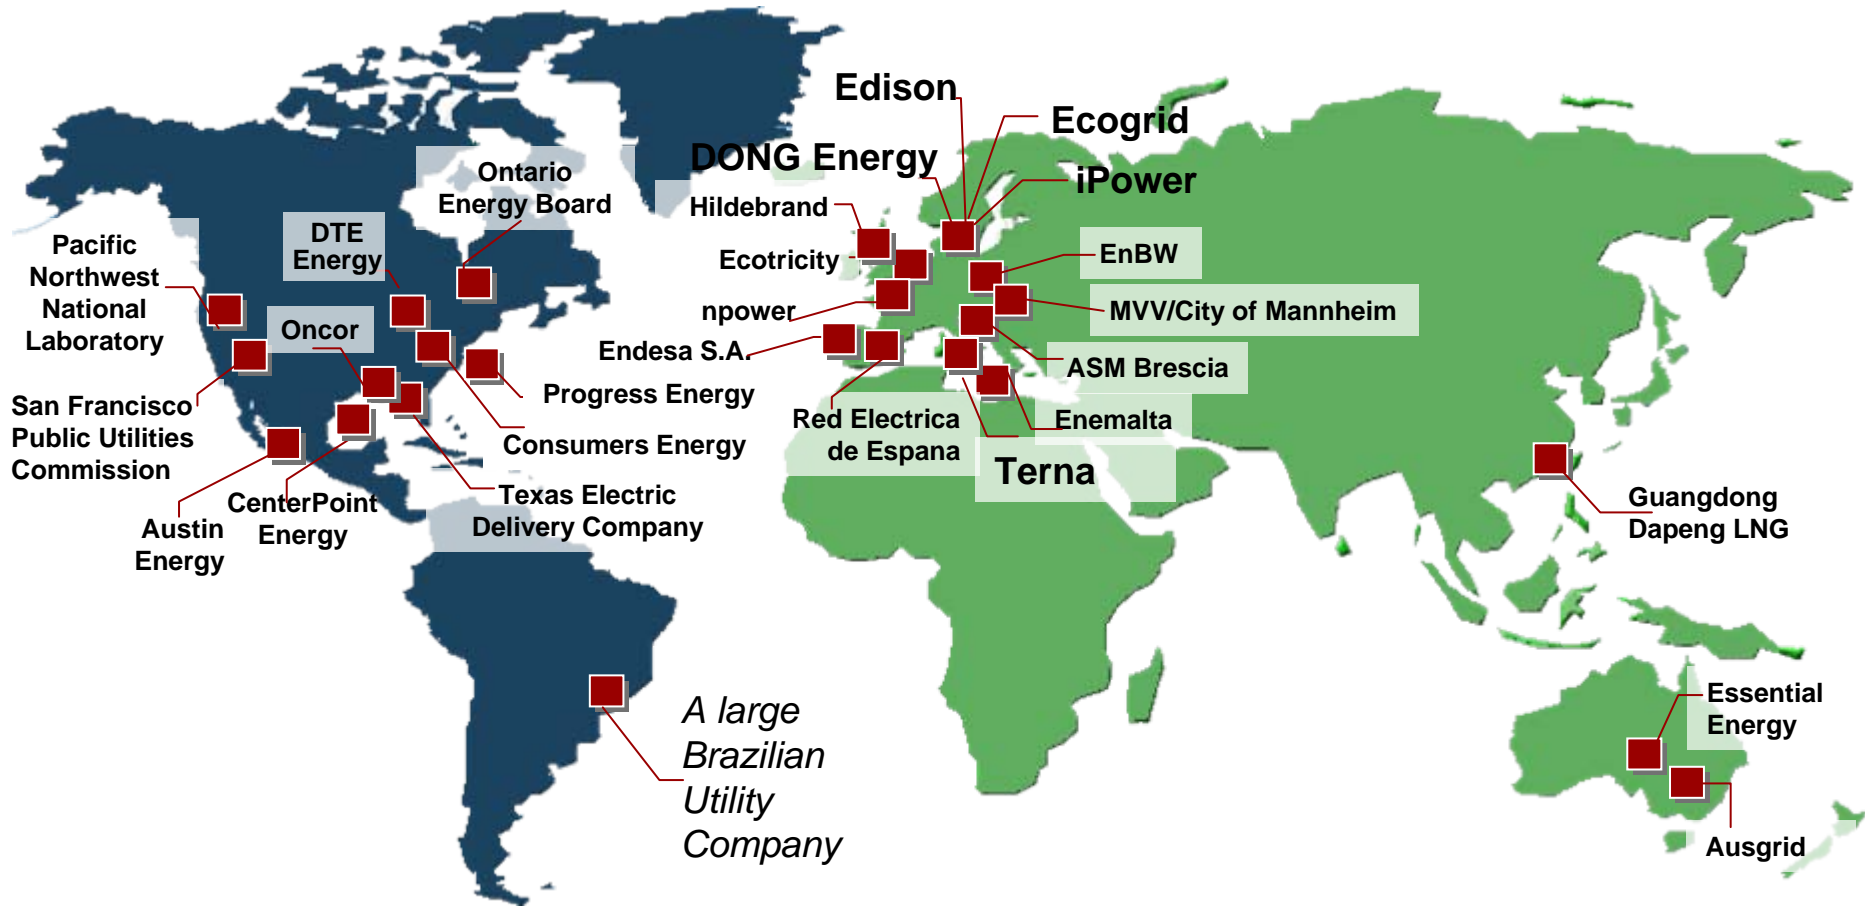 Edison
Ecogrid
DONG Energy
iPower
Ontario
Energy Board
Hildebrand
DTE
Energy
Pacific
Northwest
National
Laboratory
Ecotricity
EnBW
npower
MVV/City of Mannheim
Oncor
Endesa S.A.
ASM Brescia
Progress Energy
San Francisco
Public Utilities
Commission
Red Electrica
de Espana
Enemalta
Consumers Energy
Terna
CenterPoint
Energy
Texas Electric
Delivery Company
Austin
Energy
Guangdong
Dapeng LNG
A large
Brazilian
Utility
Company
Essential
Energy
Ausgrid